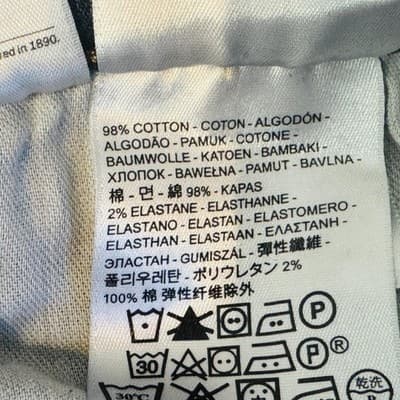 ed in 1890.
98% COTTON - COTON - ALGODÓN -
ALGODÃO - PAMUK - COTONE -
BAUMWOLLE - KATOEN - BAMBAKI -
ХЛОПОК - BAWEŁNA - PAMUT - BAVLNA -
棉 - 면 - 綿 98% - KAPAS
2% ELASTANE - ELASTHANNE -
ELASTANO - ELASTAN - ELASTOMERO -
ELASTHAN - ELASTAAN - ΕΛΑΣΤΑΝΗ -
ЭЛАСТАН - GUMISZÁL - 彈性纖維 -
폴리우레탄 - ポリウレタン 2%
100% 棉 弹性纤维除外
P
30 P®
30°C 乾洗